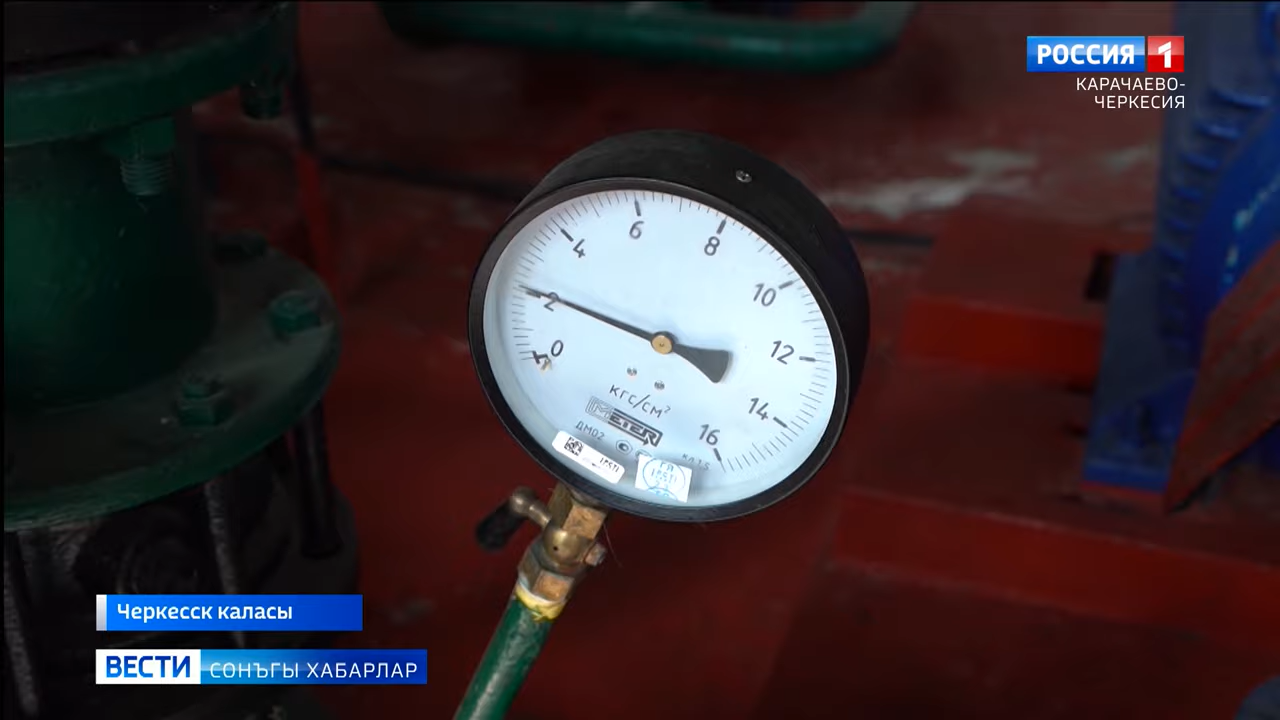 РОССИЯ 1
КАРАЧАЕВО-
ЧЕРКЕСИЯ
6
8
4
10
2
12
0
14
16
кгс/см²
METER
ДМ02
Черкесск каласы
ВЕСТИ СОНЪГЫ ХАБАРЛАР